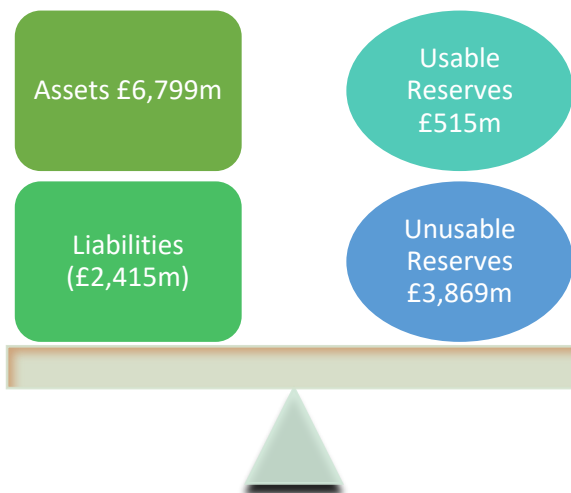 Assets £6,799m
Usable
Reserves
£515m
Liabilities
(£2,415m)
Unusable
Reserves
£3,869m